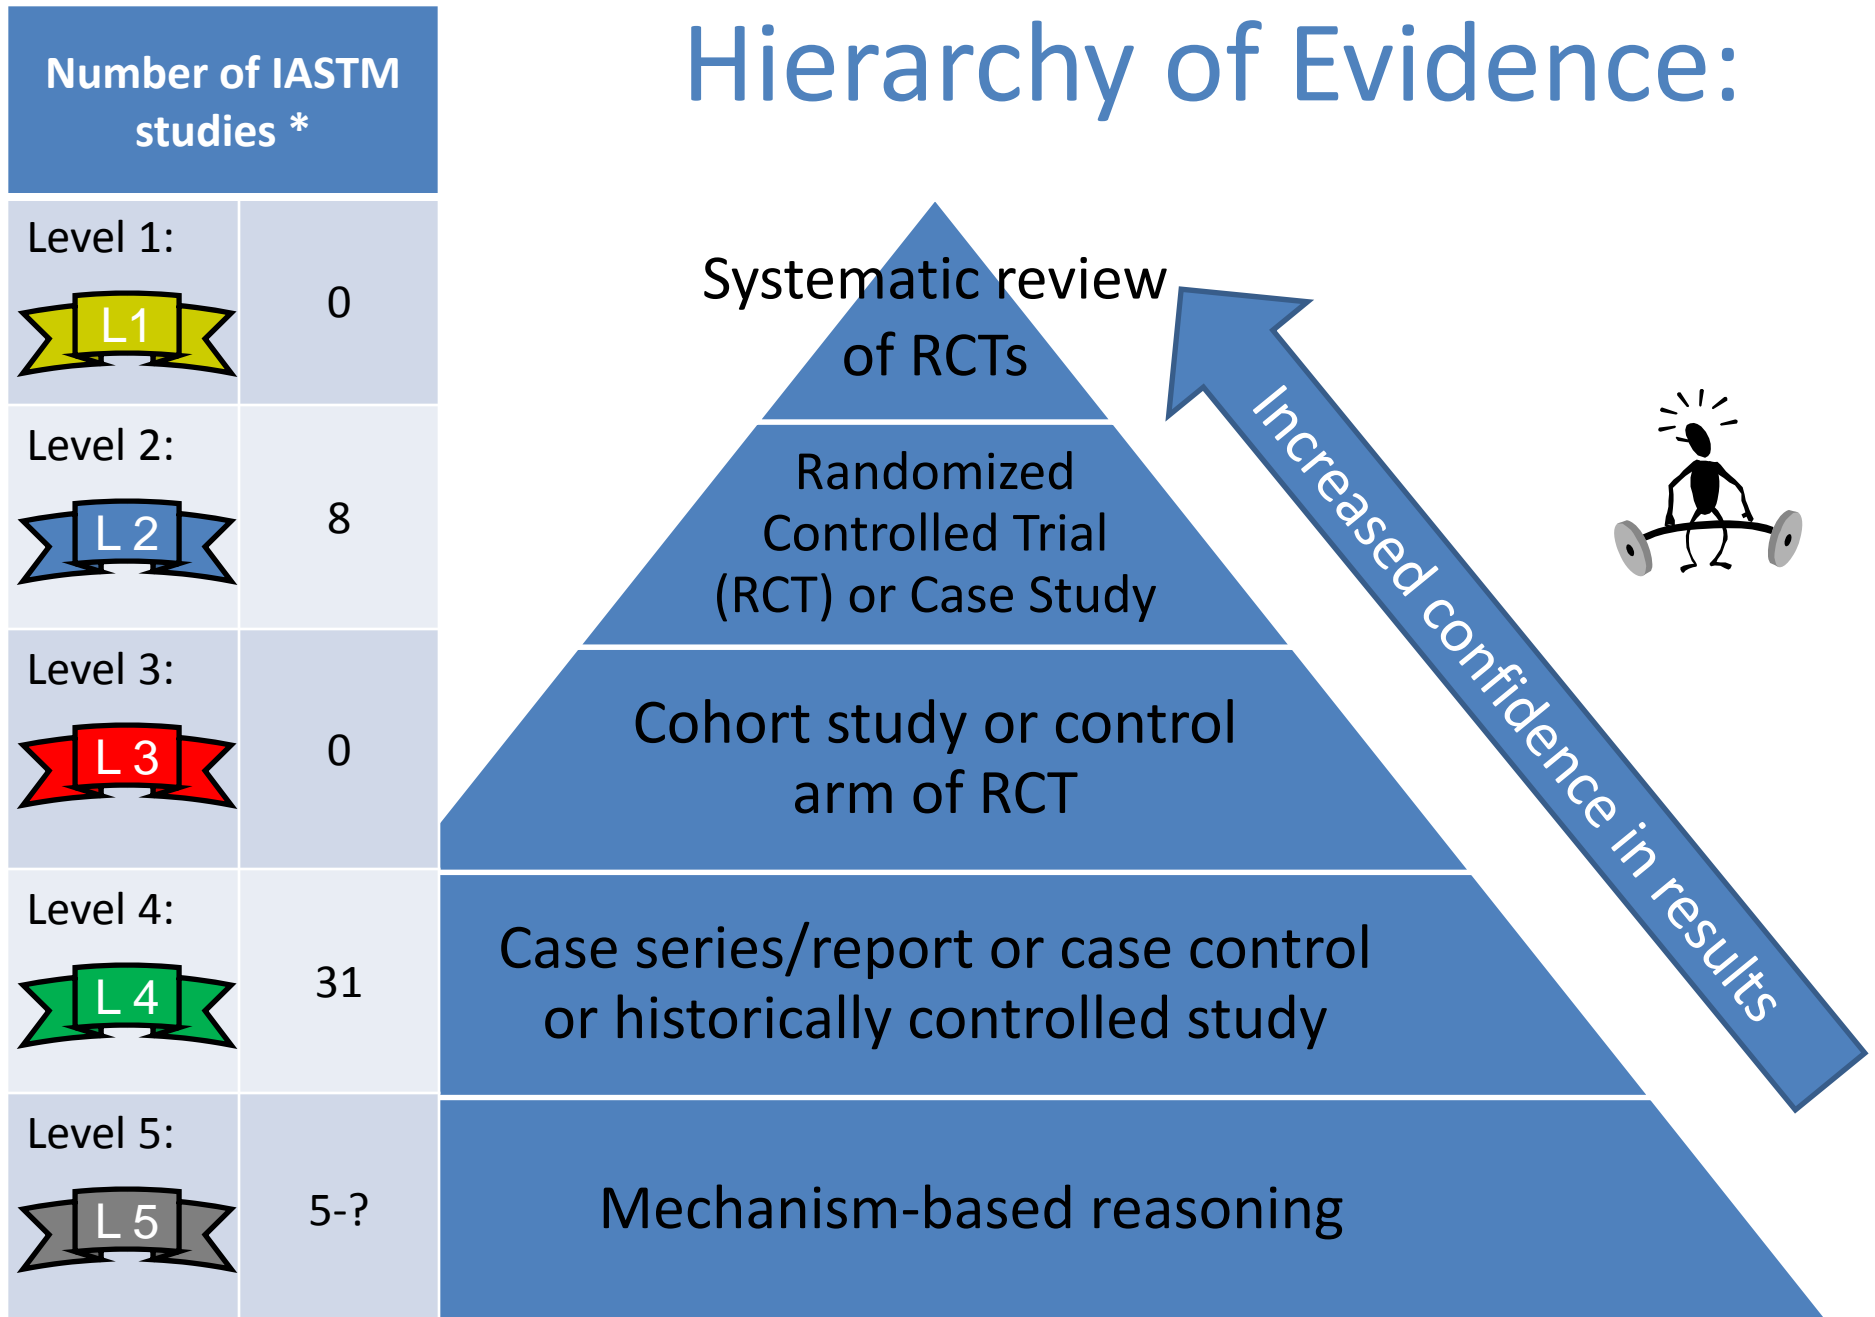 Hierarchy of Evidence:
Number of IASTM
studies *
Level 1:
L1
0
Level 2:
L 2
8
Level 3:
L 3
0
Level 4:
L 4
31
Level 5:
L 5
5-?
Systematic review
of RCTs
Randomized
Controlled Trial
(RCT) or Case Study
Cohort study or control
arm of RCT
Case series/report or case control
or historically controlled study
Mechanism-based reasoning
Increased confidence in results